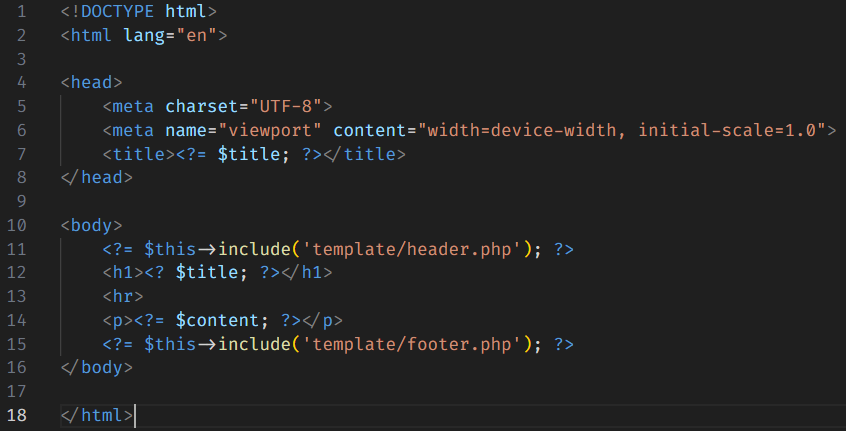 1 <!DOCTYPE html>
2 <html lang="en">
3
4 <head>
5     <meta charset="UTF-8">
6     <meta name="viewport" content="width=device-width, initial-scale=1.0">
7     <title><?= $title; ?></title>
8 </head>
9
10 <body>
11     <?= $this->include('template/header.php'); ?>
12     <h1><? $title; ?></h1>
13     <hr>
14     <p><?= $content; ?></p>
15     <?= $this->include('template/footer.php'); ?>
16 </body>
17
18 </html>